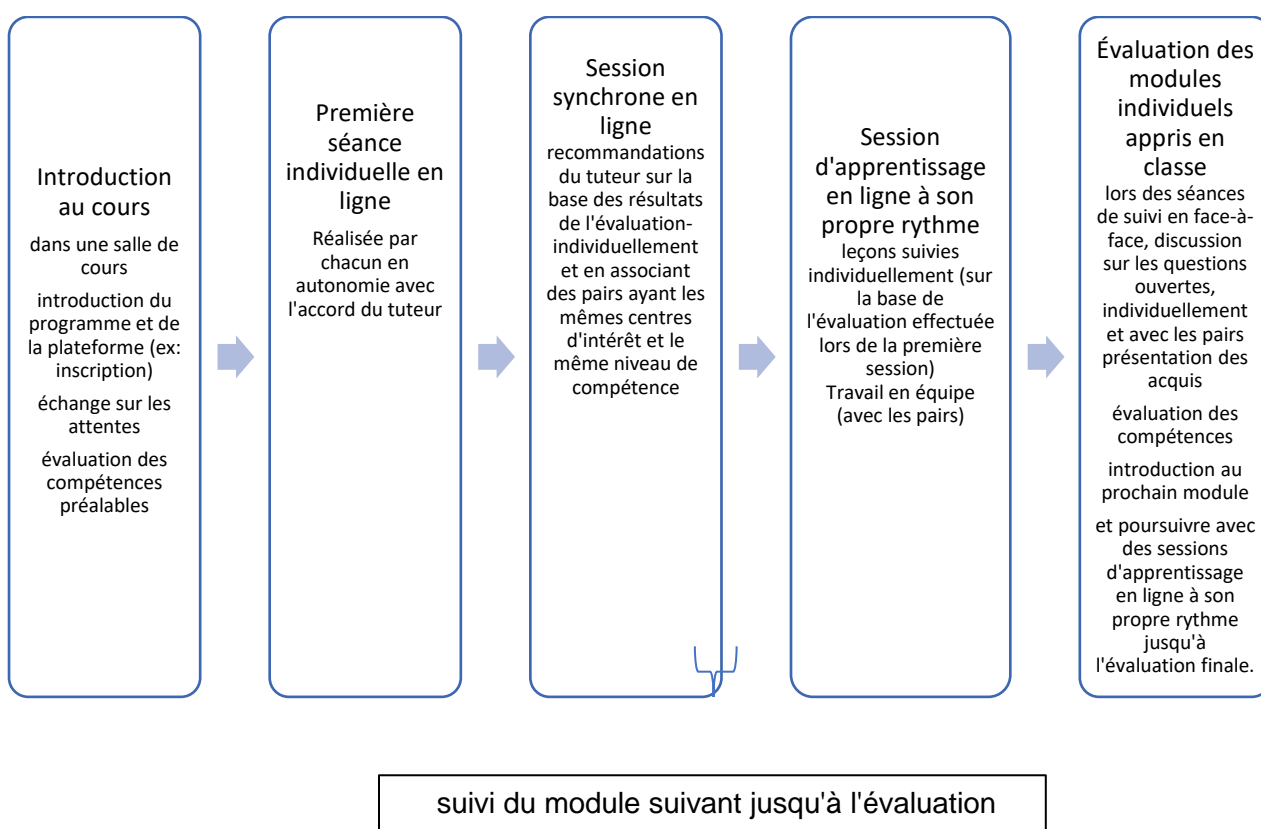 Introduction
au cours
dans une salle de
cours
introduction du
programme et de
la plateforme (ex:
inscription)
échange sur les
attentes
évaluation des
compétences
préalables
Première
séance
individuelle en
ligne
Réalisée par
chacun en
autonomie avec
l'accord du tuteur
Session
synchrone en
ligne
recommandations
du tuteur sur la
base des résultats
de l'évaluation-
individuellement
et en associant
des pairs ayant les
mêmes centres
d'intérêt et le
même niveau de
compétence
Session
d'apprentissage
en ligne à son
propre rythme
leçons suivies
individuellement (sur
la base de
l'évaluation effectuée
lors de la première
session)
Travail en équipe
(avec les pairs)
Évaluation des
modules
individuels
appris en
classe
lors des séances
de suivi en face-à-
face, discussion
sur les questions
ouvertes,
individuellement
et avec les pairs
présentation des
acquis
évaluation des
compétences
introduction au
prochain module
et poursuivre avec
des sessions
d'apprentissage
en ligne à son
propre rythme
jusqu'à
l'évaluation finale.
suivi du module suivant jusqu'à l'évaluation